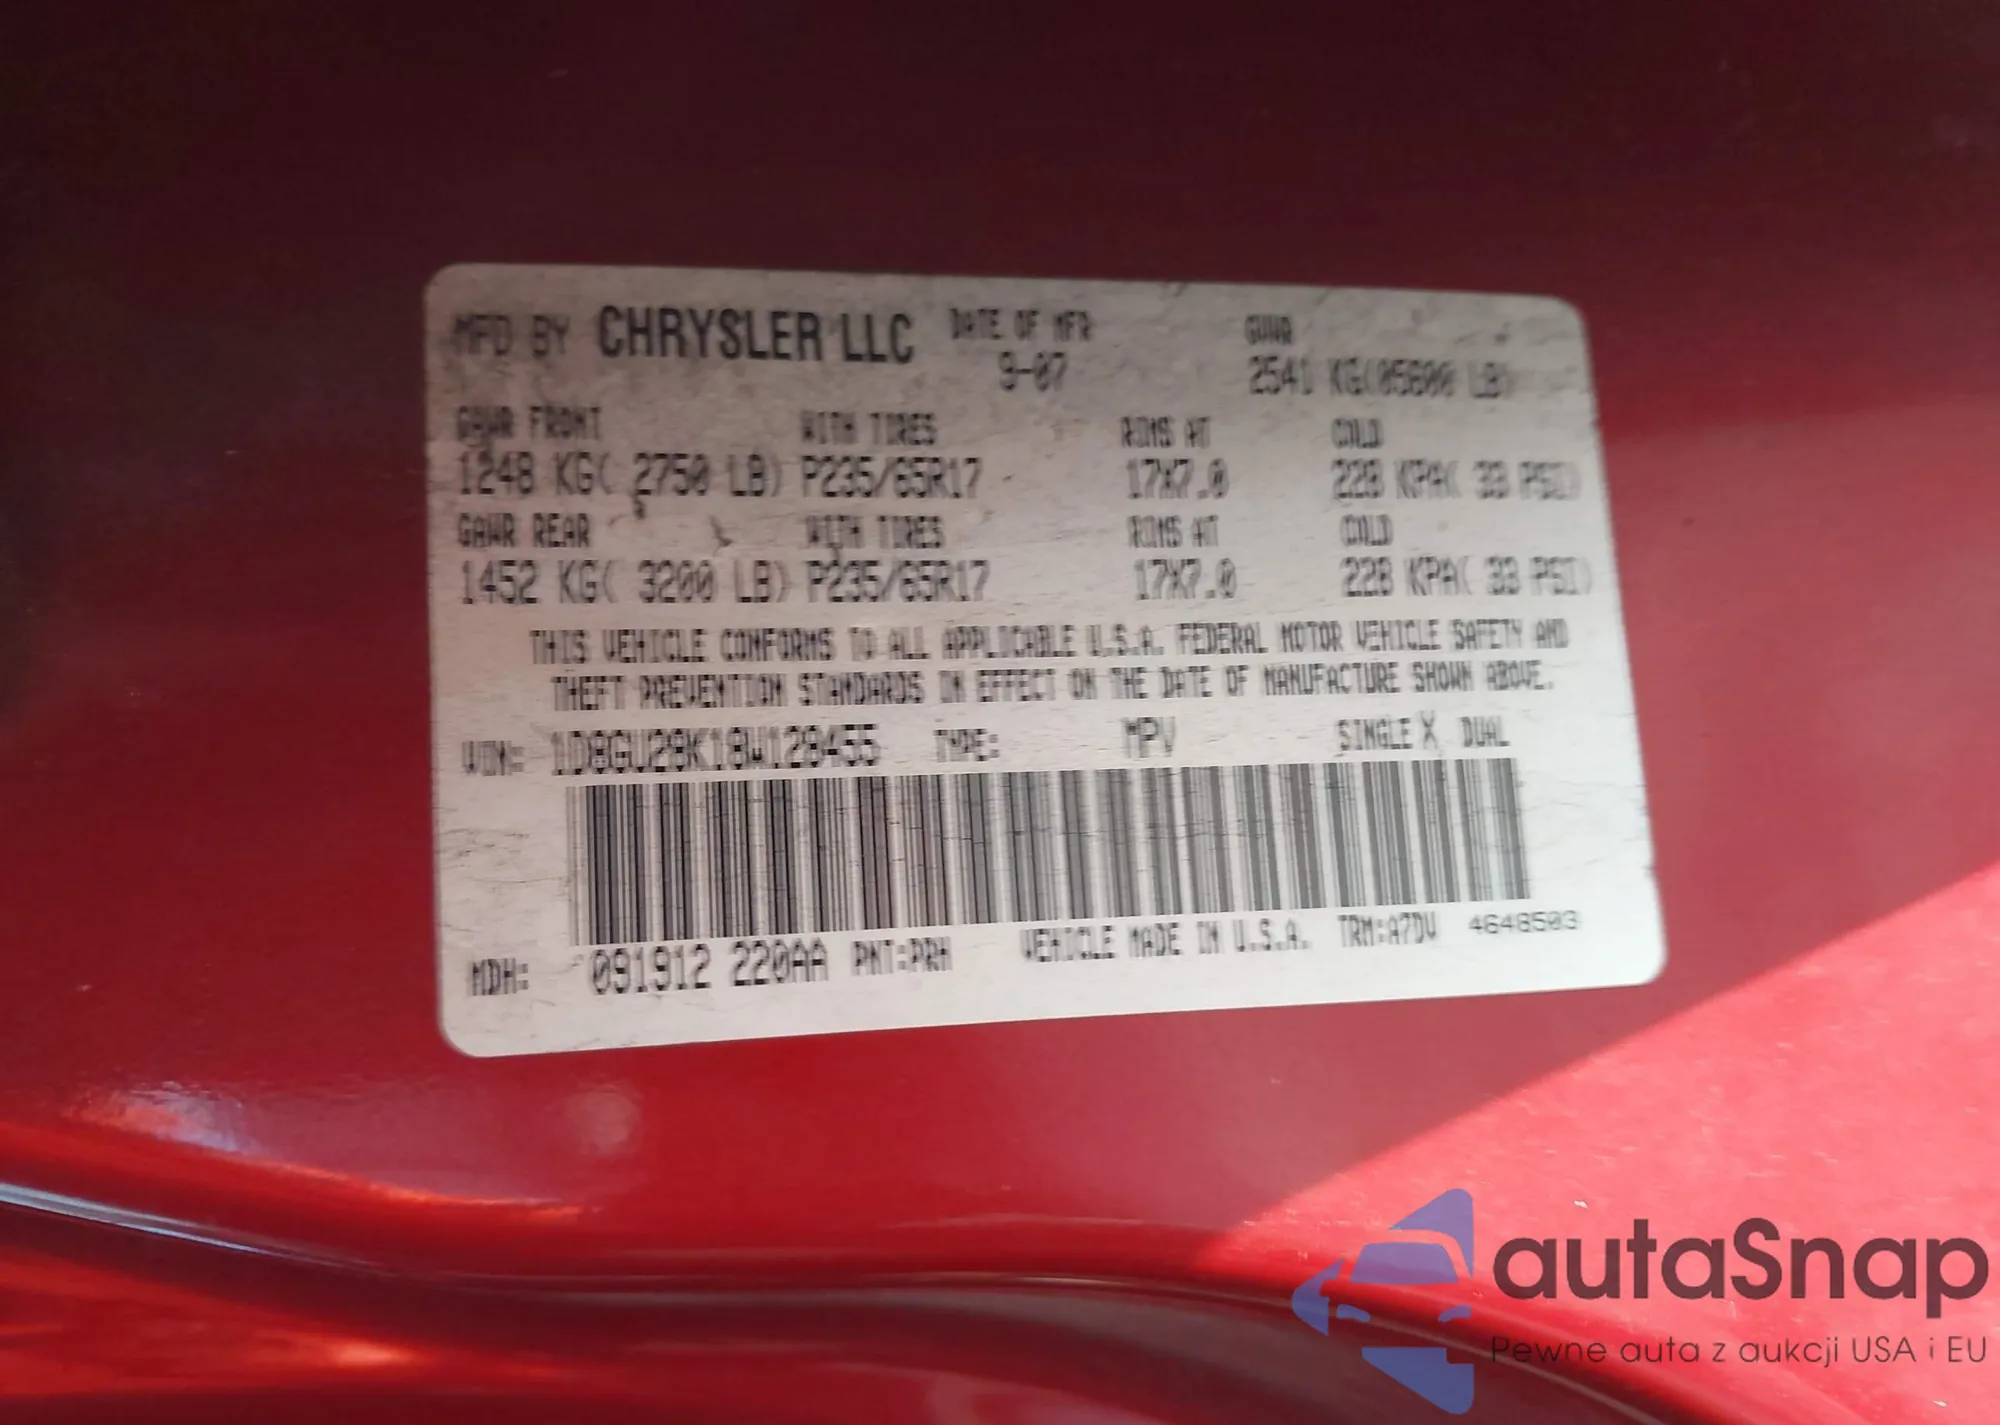 MFD BY CHRYSLER LLC DATE OF MFR GVWR
9-07 2541 KG(05600 LB)
GAWR FRONT WITH TIRES RIMS AT COLD
1248 KG( 2750 LB) P235/65R17 17X7.0 228 KPA( 33 PSI)
GAWR REAR WITH TIRES RIMS AT COLD
1452 KG( 3200 LB) P235/65R17 17X7.0 228 KPA( 33 PSI)
THIS VEHICLE CONFORMS TO ALL APPLICABLE U.S.A. FEDERAL MOTOR VEHICLE SAFETY AND
THEFT PREVENTION STANDARDS IN EFFECT ON THE DATE OF MANUFACTURE SHOWN ABOVE.
VIN: 1D8GU28K18W128455 TYPE: MPV SINGLE X DUAL
MDH: 091912 220AA PNT:PRH VEHICLE MADE IN U.S.A. TRM:A7DV 4648503
autaSnap
Pewne auta z aukcji USA i EU